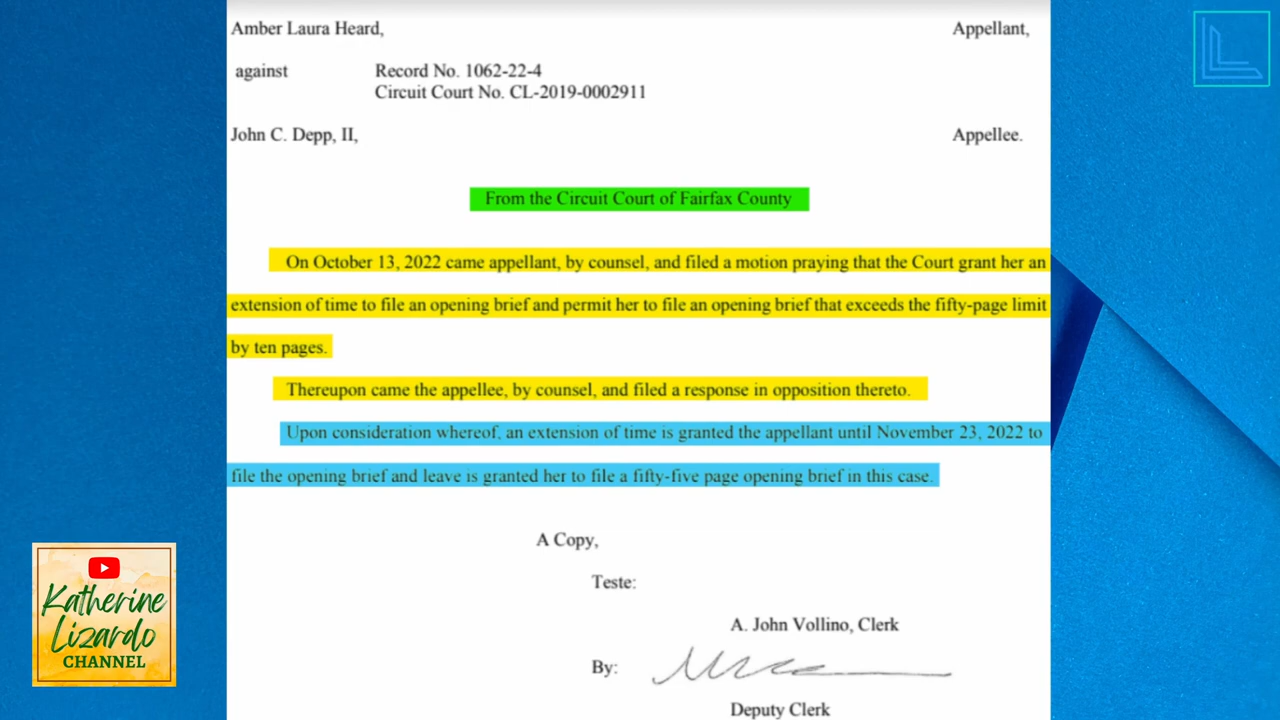 Amber Laura Heard, Appellant,
against Record No. 1062-22-4
Circuit Court No. CL-2019-0002911
John C. Depp, II, Appellee.
From the Circuit Court of Fairfax County
On October 13, 2022 came appellant, by counsel, and filed a motion praying that the Court grant her an
extension of time to file an opening brief and permit her to file an opening brief that exceeds the fifty-page limit
by ten pages.
Thereupon came the appellee, by counsel, and filed a response in opposition thereto.
Upon consideration whereof, an extension of time is granted the appellant until November 23, 2022 to
file the opening brief and leave is granted her to file a fifty-five page opening brief in this case.
A Copy,
Teste:
A. John Vollino, Clerk
By:
Deputy Clerk
Katherine
Lizardo
CHANNEL